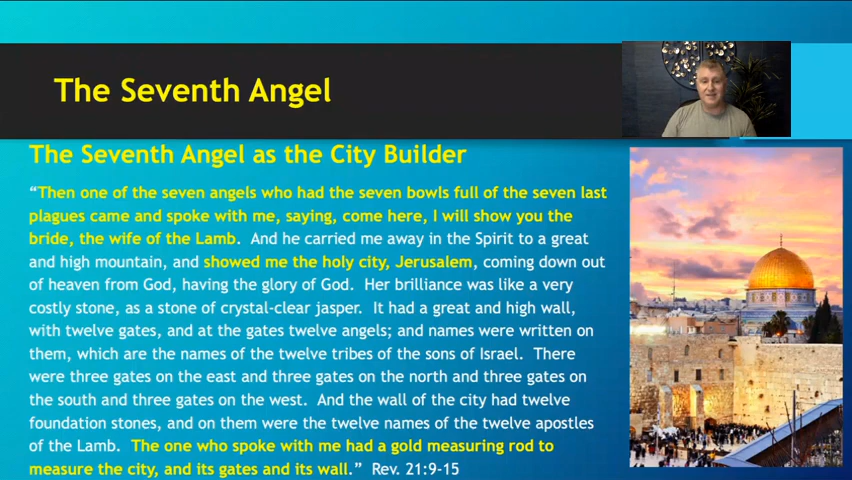 The Seventh Angel
The Seventh Angel as the City Builder
“Then one of the seven angels who had the seven bowls full of the seven last
plagues came and spoke with me, saying, come here, I will show you the
bride, the wife of the Lamb.  And he carried me away in the Spirit to a great
and high mountain, and showed me the holy city, Jerusalem, coming down out
of heaven from God, having the glory of God.  Her brilliance was like a very
costly stone, as a stone of crystal-clear jasper.  It had a great and high wall,
with twelve gates, and at the gates twelve angels; and names were written on
them, which are the names of the twelve tribes of the sons of Israel.  There
were three gates on the east and three gates on the north and three gates on
the south and three gates on the west.  And the wall of the city had twelve
foundation stones, and on them were the twelve names of the twelve apostles
of the Lamb.  The one who spoke with me had a gold measuring rod to
measure the city, and its gates and its wall.”  Rev. 21:9-15